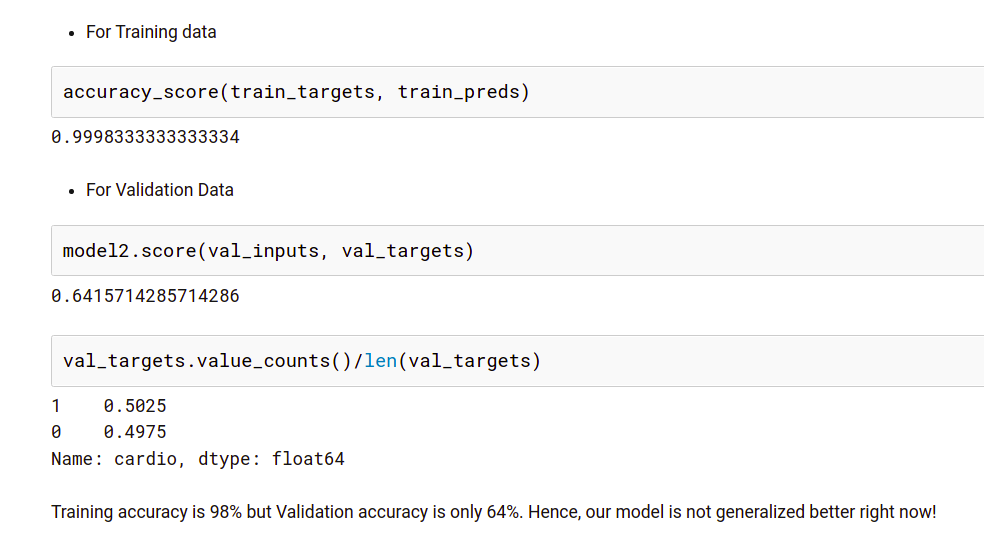 • For Training data
accuracy_score(train_targets, train_preds)
0.9998333333333334
• For Validation Data
model2.score(val_inputs, val_targets)
0.6415714285714286
val_targets.value_counts()/len(val_targets)
1    0.5025
0    0.4975
Name: cardio, dtype: float64
Training accuracy is 98% but Validation accuracy is only 64%. Hence, our model is not generalized better right now!